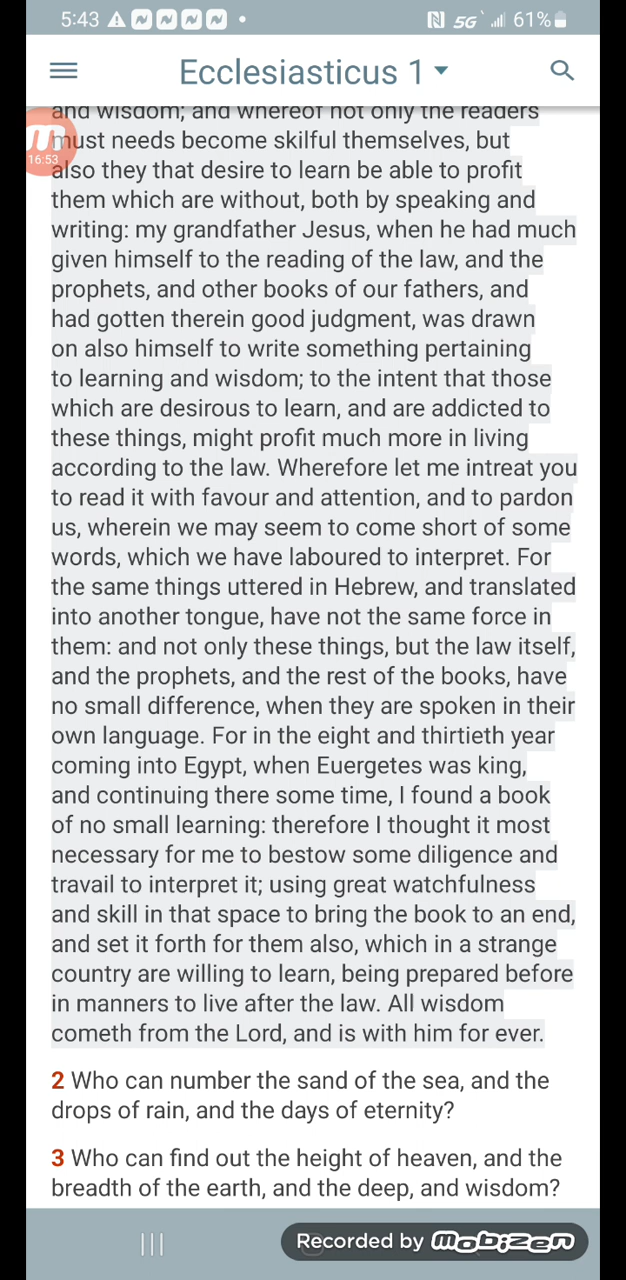 5:43 5G 61%
Ecclesiasticus 1
and wisdom; and whereof not only the readers
must needs become skilful themselves, but
16:53
also they that desire to learn be able to profit
them which are without, both by speaking and
writing: my grandfather Jesus, when he had much
given himself to the reading of the law, and the
prophets, and other books of our fathers, and
had gotten therein good judgment, was drawn
on also himself to write something pertaining
to learning and wisdom; to the intent that those
which are desirous to learn, and are addicted to
these things, might profit much more in living
according to the law. Wherefore let me intreat you
to read it with favour and attention, and to pardon
us, wherein we may seem to come short of some
words, which we have laboured to interpret. For
the same things uttered in Hebrew, and translated
into another tongue, have not the same force in
them: and not only these things, but the law itself,
and the prophets, and the rest of the books, have
no small difference, when they are spoken in their
own language. For in the eight and thirtieth year
coming into Egypt, when Euergetes was king,
and continuing there some time, I found a book
of no small learning: therefore I thought it most
necessary for me to bestow some diligence and
travail to interpret it; using great watchfulness
and skill in that space to bring the book to an end,
and set it forth for them also, which in a strange
country are willing to learn, being prepared before
in manners to live after the law. All wisdom
cometh from the Lord, and is with him for ever.
2 Who can number the sand of the sea, and the
drops of rain, and the days of eternity?
3 Who can find out the height of heaven, and the
breadth of the earth, and the deep, and wisdom?
Recorded by Mobizen